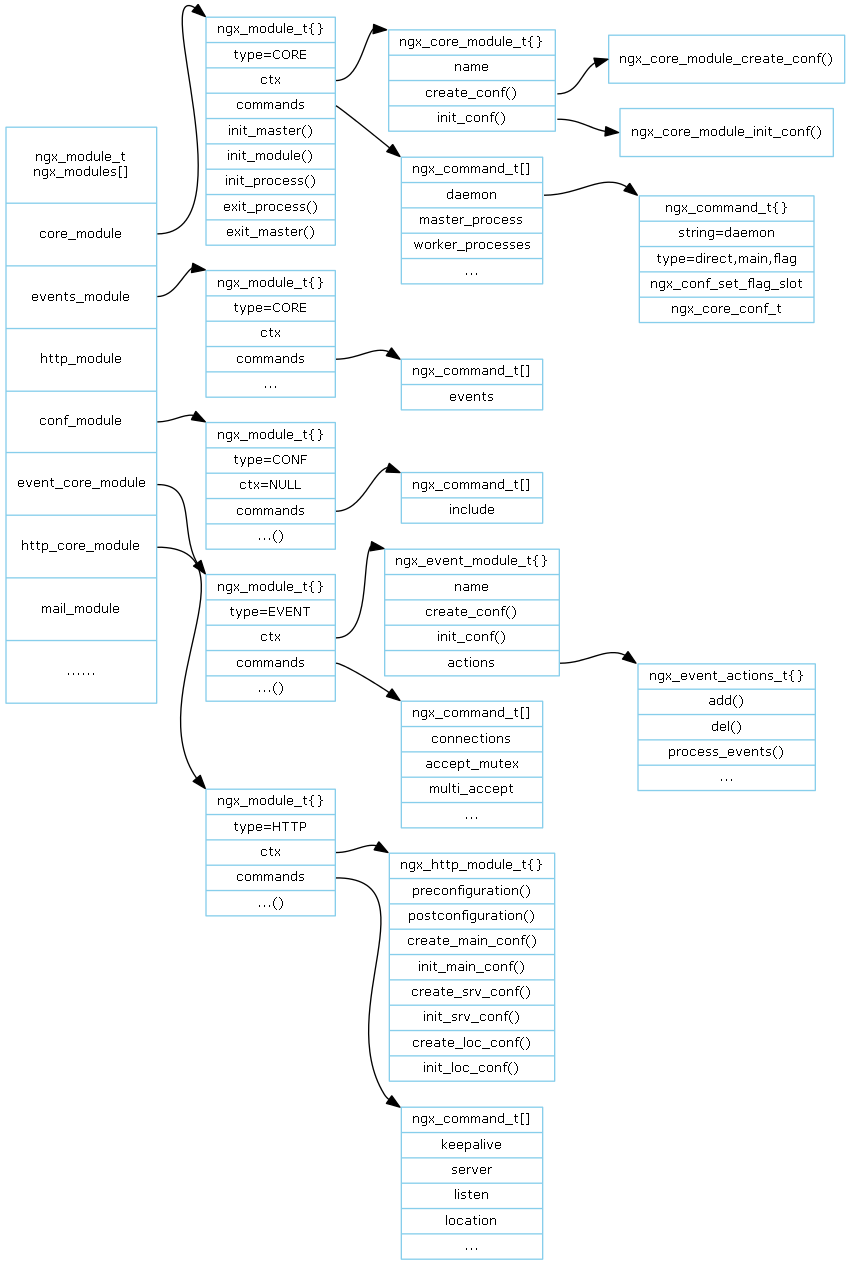 ngx_module_t
ngx_modules[]
core_module
events_module
http_module
conf_module
event_core_module
http_core_module
mail_module
......
ngx_module_t{}
type=CORE
ctx
commands
init_master()
init_module()
init_process()
exit_process()
exit_master()
ngx_core_module_t{}
name
create_conf()
init_conf()
ngx_core_module_create_conf()
ngx_core_module_init_conf()
ngx_command_t[]
daemon
master_process
worker_processes
...
ngx_command_t{}
string=daemon
type=direct,main,flag
ngx_conf_set_flag_slot
ngx_core_conf_t
ngx_module_t{}
type=CORE
ctx
commands
...
ngx_command_t[]
events
ngx_module_t{}
type=CONF
ctx=NULL
commands
...()
ngx_command_t[]
include
ngx_module_t{}
type=EVENT
ctx
commands
...()
ngx_event_module_t{}
name
create_conf()
init_conf()
actions
ngx_event_actions_t{}
add()
del()
process_events()
...
ngx_command_t[]
connections
accept_mutex
multi_accept
...
ngx_module_t{}
type=HTTP
ctx
commands
...()
ngx_http_module_t{}
preconfiguration()
postconfiguration()
create_main_conf()
init_main_conf()
create_srv_conf()
init_srv_conf()
create_loc_conf()
init_loc_conf()
ngx_command_t[]
keepalive
server
listen
location
...